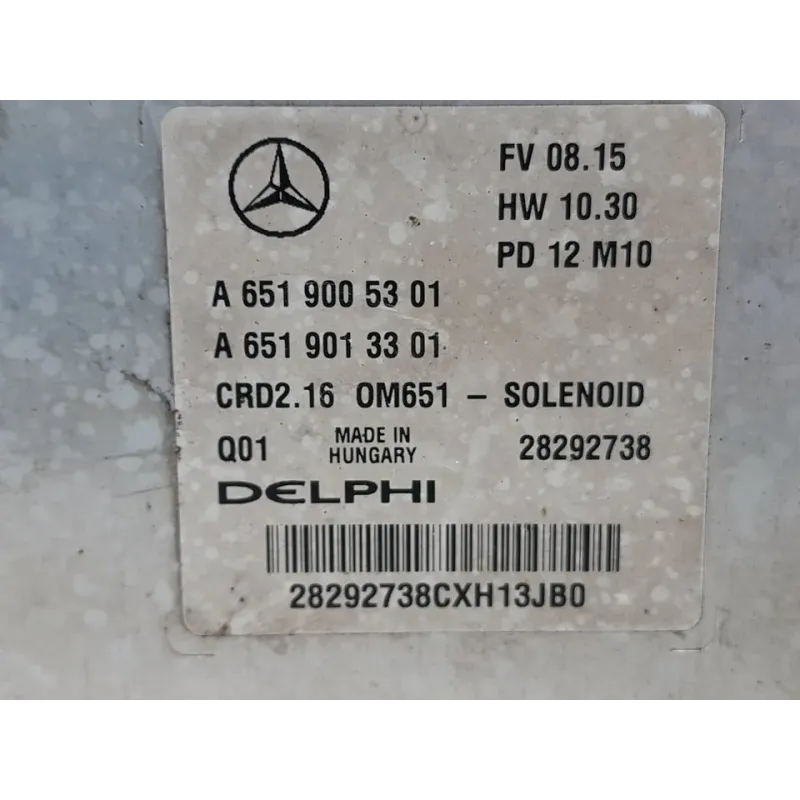 FV 08.15
HW 10.30
PD 12 M10
A 651 900 53 01
A 651 901 33 01
CRD2.16 OM651 – SOLENOID
Q01 MADE IN HUNGARY 28292738
DELPHI
28292738CXH13JB0